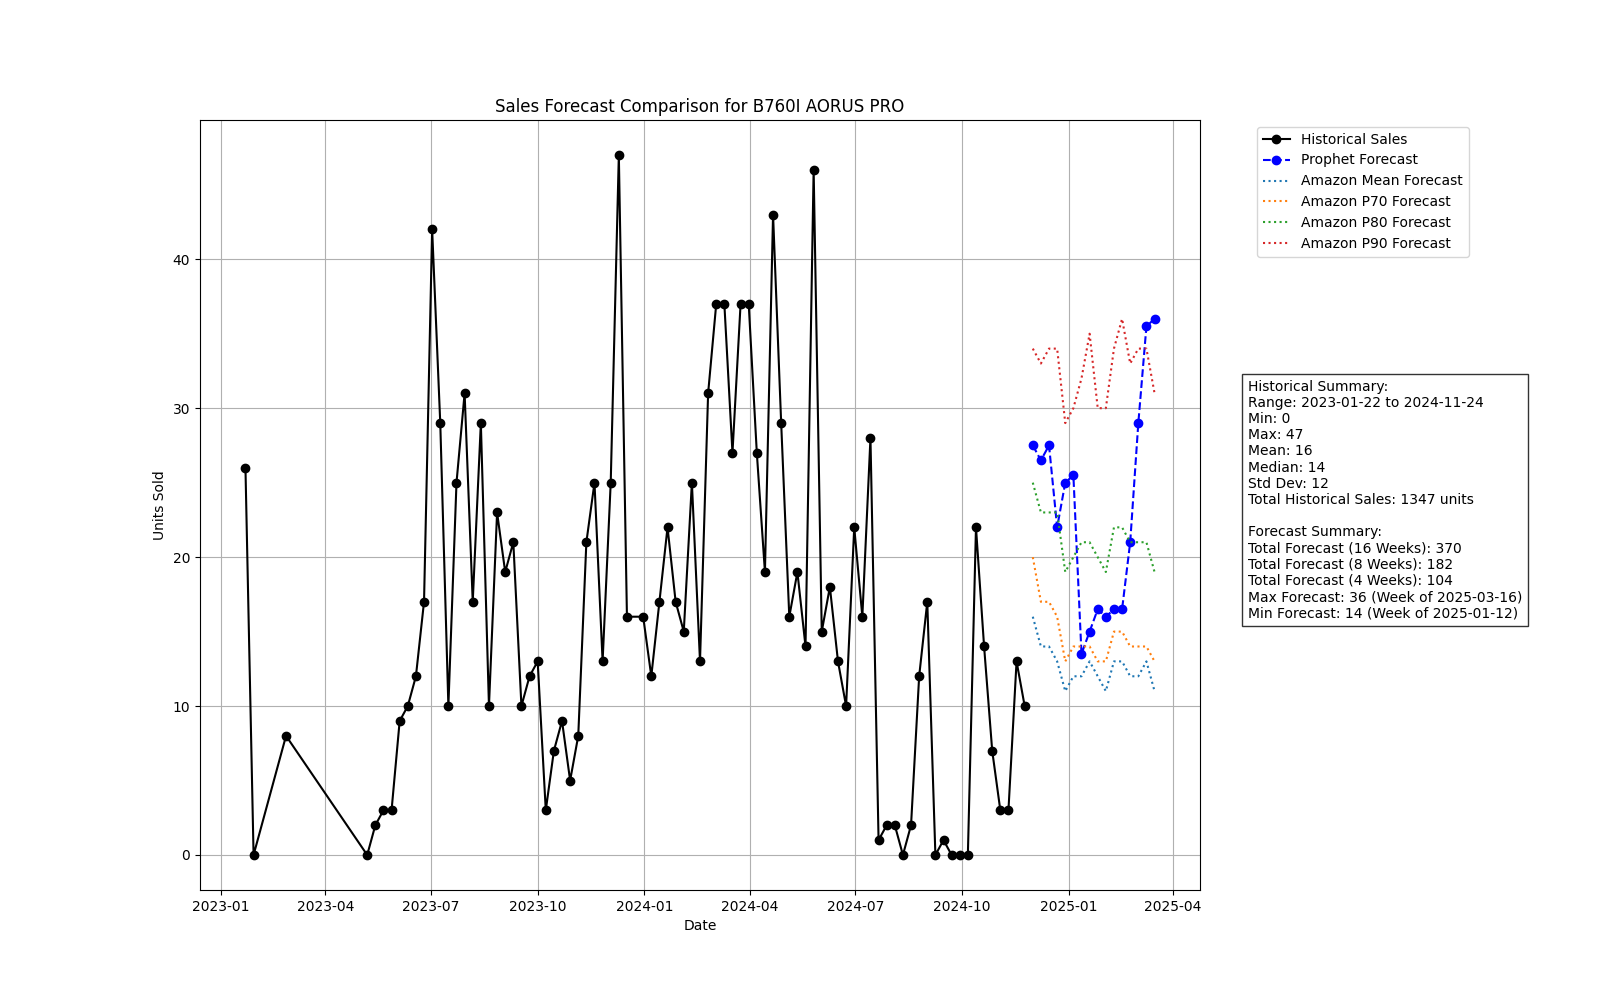 Sales Forecast Comparison for B760I AORUS PRO
Units Sold
40
30
20
10
0
2023-01
2023-04
2023-07
2023-10
2024-01
2024-04
2024-07
2024-10
2025-01
2025-04
Date
Historical Sales
Prophet Forecast
Amazon Mean Forecast
Amazon P70 Forecast
Amazon P80 Forecast
Amazon P90 Forecast
Historical Summary:
Range: 2023-01-22 to 2024-11-24
Min: 0
Max: 47
Mean: 16
Median: 14
Std Dev: 12
Total Historical Sales: 1347 units
Forecast Summary:
Total Forecast (16 Weeks): 370
Total Forecast (8 Weeks): 182
Total Forecast (4 Weeks): 104
Max Forecast: 36 (Week of 2025-03-16)
Min Forecast: 14 (Week of 2025-01-12)